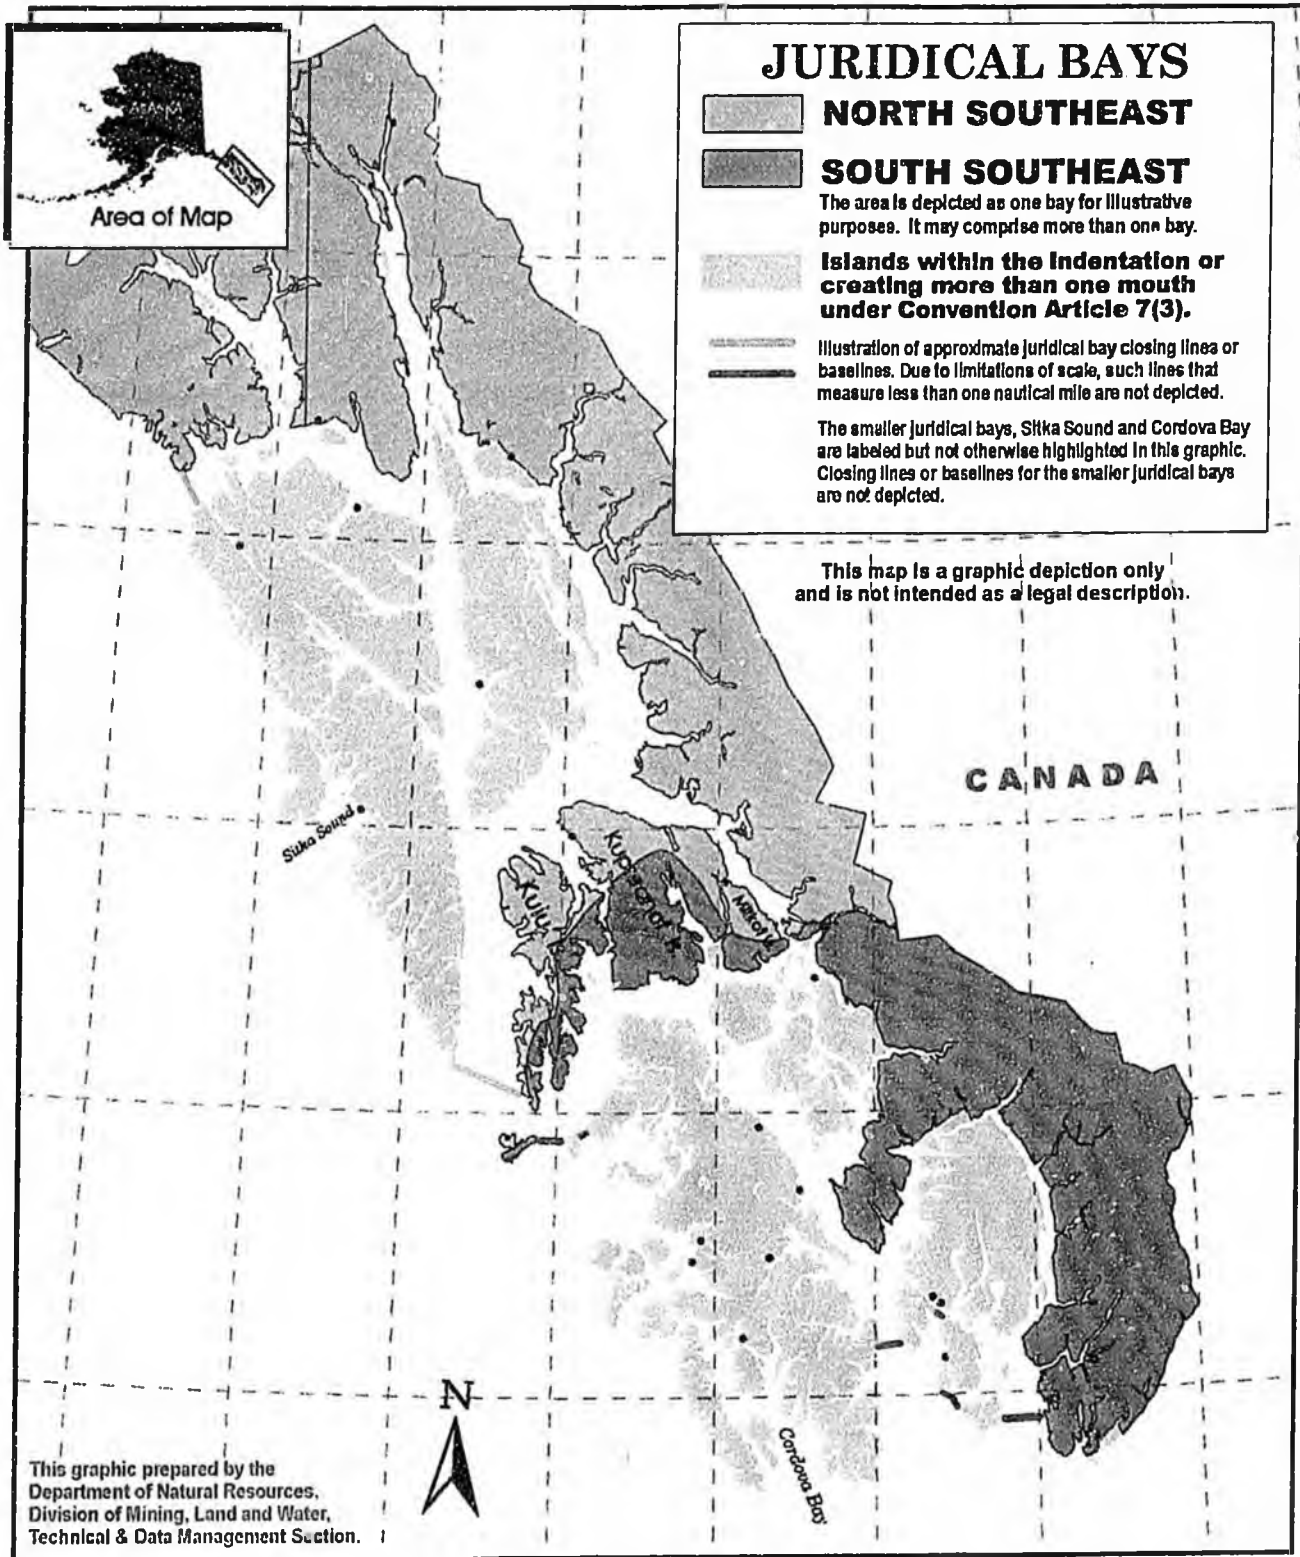 JURIDICAL BAYS
NORTH SOUTHEAST
SOUTH SOUTHEAST
The area is depicted as one bay for illustrative
purposes. It may comprise more than one bay.
Islands within the Indentation or
creating more than one mouth
under Convention Article 7(3).
Illustration of approximate juridical bay closing lines or
baselines. Due to limitations of scale, such lines that
measure less than one nautical mile are not depicted.
The smaller juridical bays, Sitka Sound and Cordova Bay
are labeled but not otherwise highlighted in this graphic.
Closing lines or baselines for the smaller juridical bays
are not depicted.
ALASKA
Area of Map
This map is a graphic depiction only
and is not intended as a legal description.
CANADA
Sitka Sound
Kuiu
Kupreanof Is
Mitkof Is
N
Cordova Bay
This graphic prepared by the
Department of Natural Resources,
Division of Mining, Land and Water,
Technical & Data Management Section.